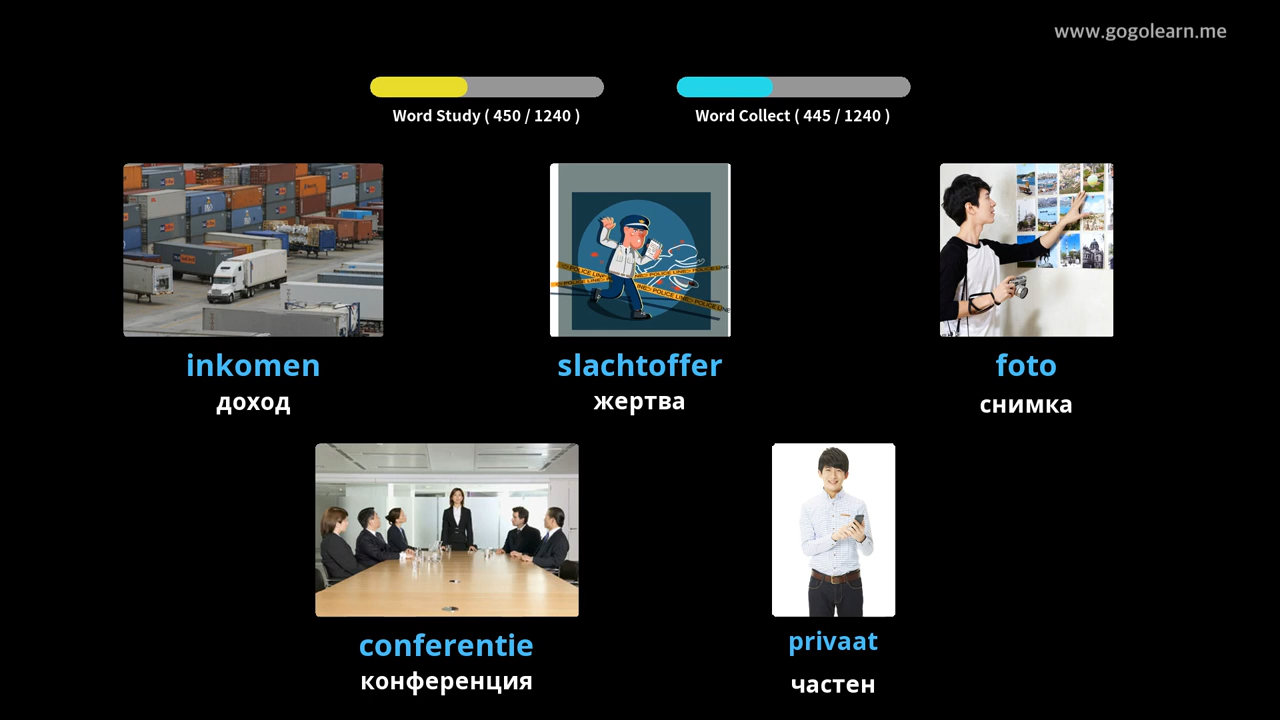 www.gogolearn.me
Word Study ( 450 / 1240 )
Word Collect ( 445 / 1240 )
inkomen
доход
slachtoffer
жертва
foto
снимка
conferentie
конференция
privaat
частен